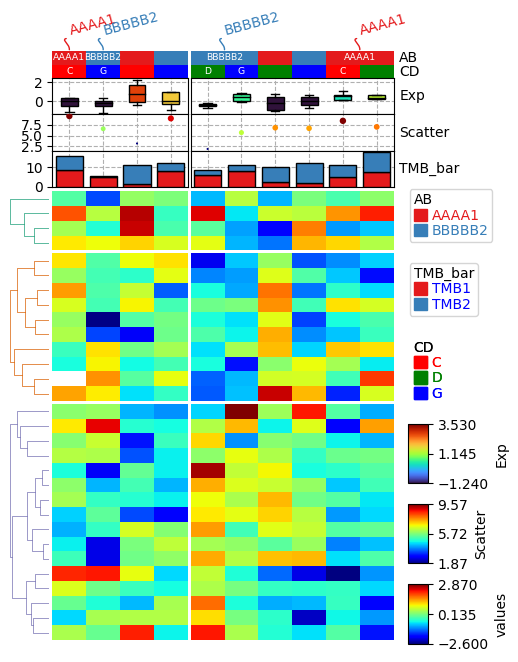 AAAA1 BBBBB2 BBBBB2 AAAA1
AAAA1 BBBBB2 BBBBB2 AAAA1 AB
C G D G C CD
2
0
Exp
7.5
5.0
2.5
Scatter
10
0
TMB_bar
AB
AAAA1
BBBBB2
TMB_bar
TMB1
TMB2
CD
C
D
G
3.530
1.145
−1.240
Exp
9.57
5.72
1.87
Scatter
2.870
0.135
−2.600
values